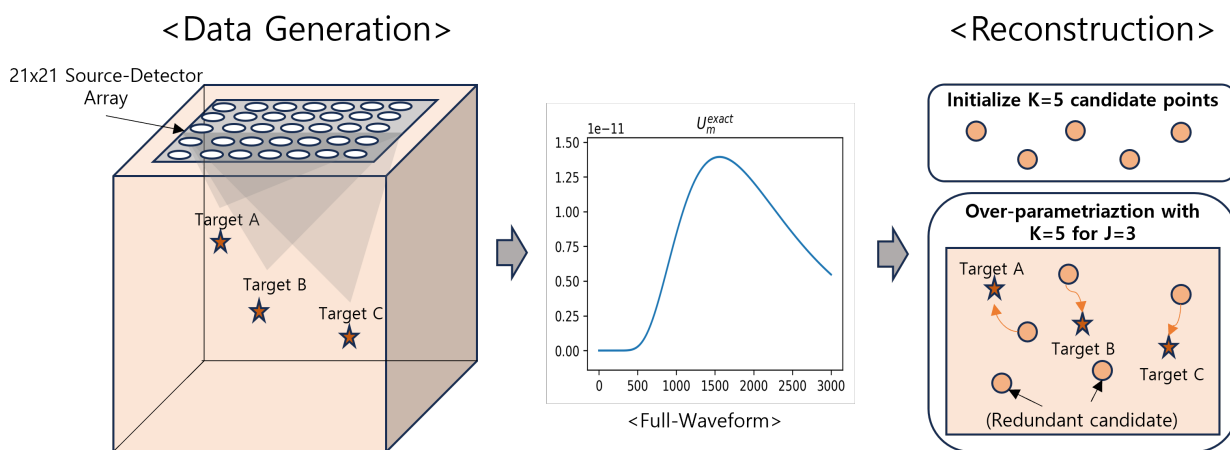 <Data Generation>
21x21 Source-Detector
Array
Target A
Target B
Target C
1e−11
U_m^{exact}
1.50
1.25
1.00
0.75
0.50
0.25
0.00
0 500 1000 1500 2000 2500 3000
<Full-Waveform>
<Reconstruction>
Initialize K=5 candidate points
Over-parametriaztion with
K=5 for J=3
Target A
Target B
Target C
(Redundant candidate)